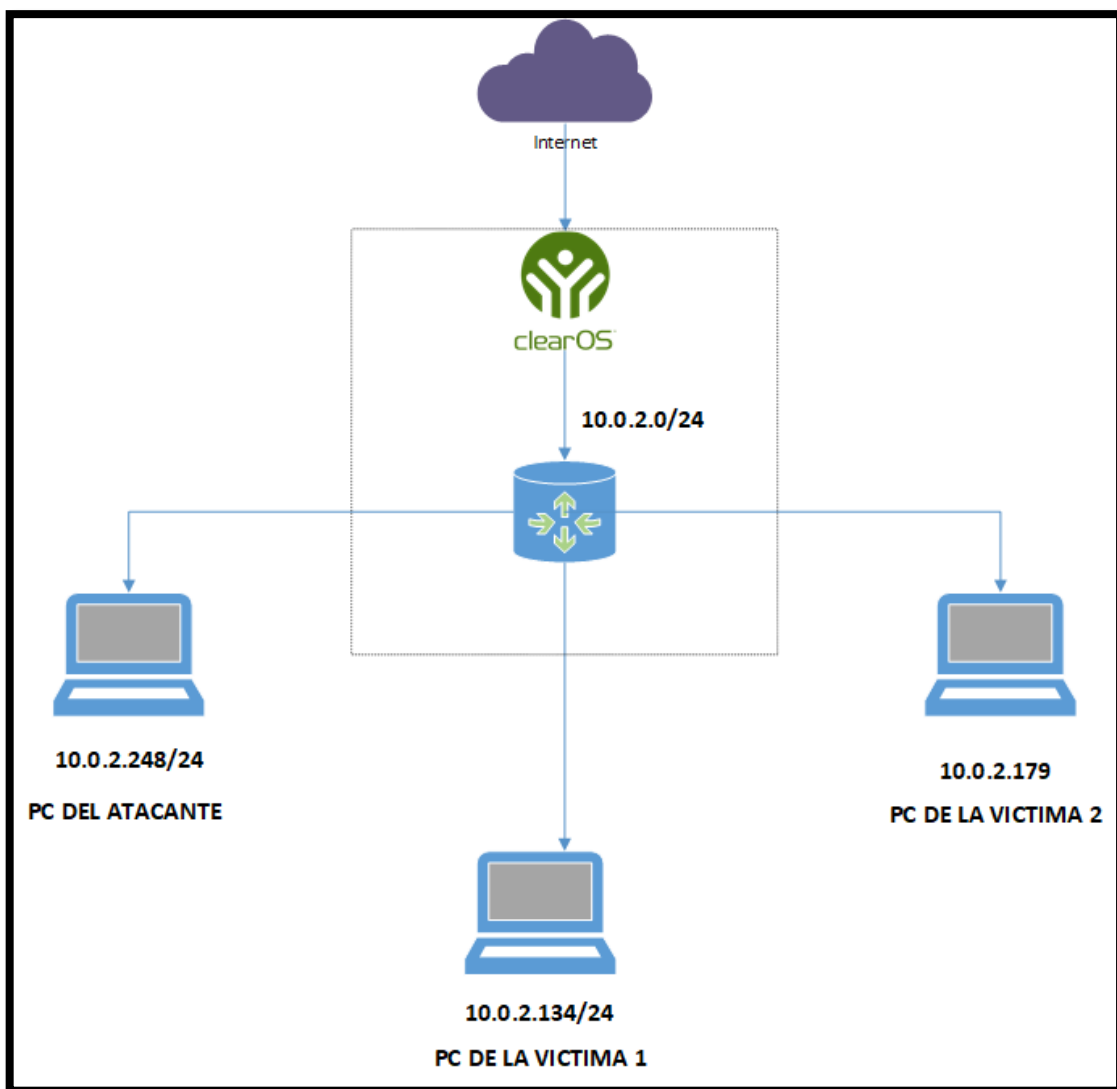 Internet
clearOS
10.0.2.0/24
10.0.2.248/24
PC DEL ATACANTE
10.0.2.179
PC DE LA VICTIMA 2
10.0.2.134/24
PC DE LA VICTIMA 1